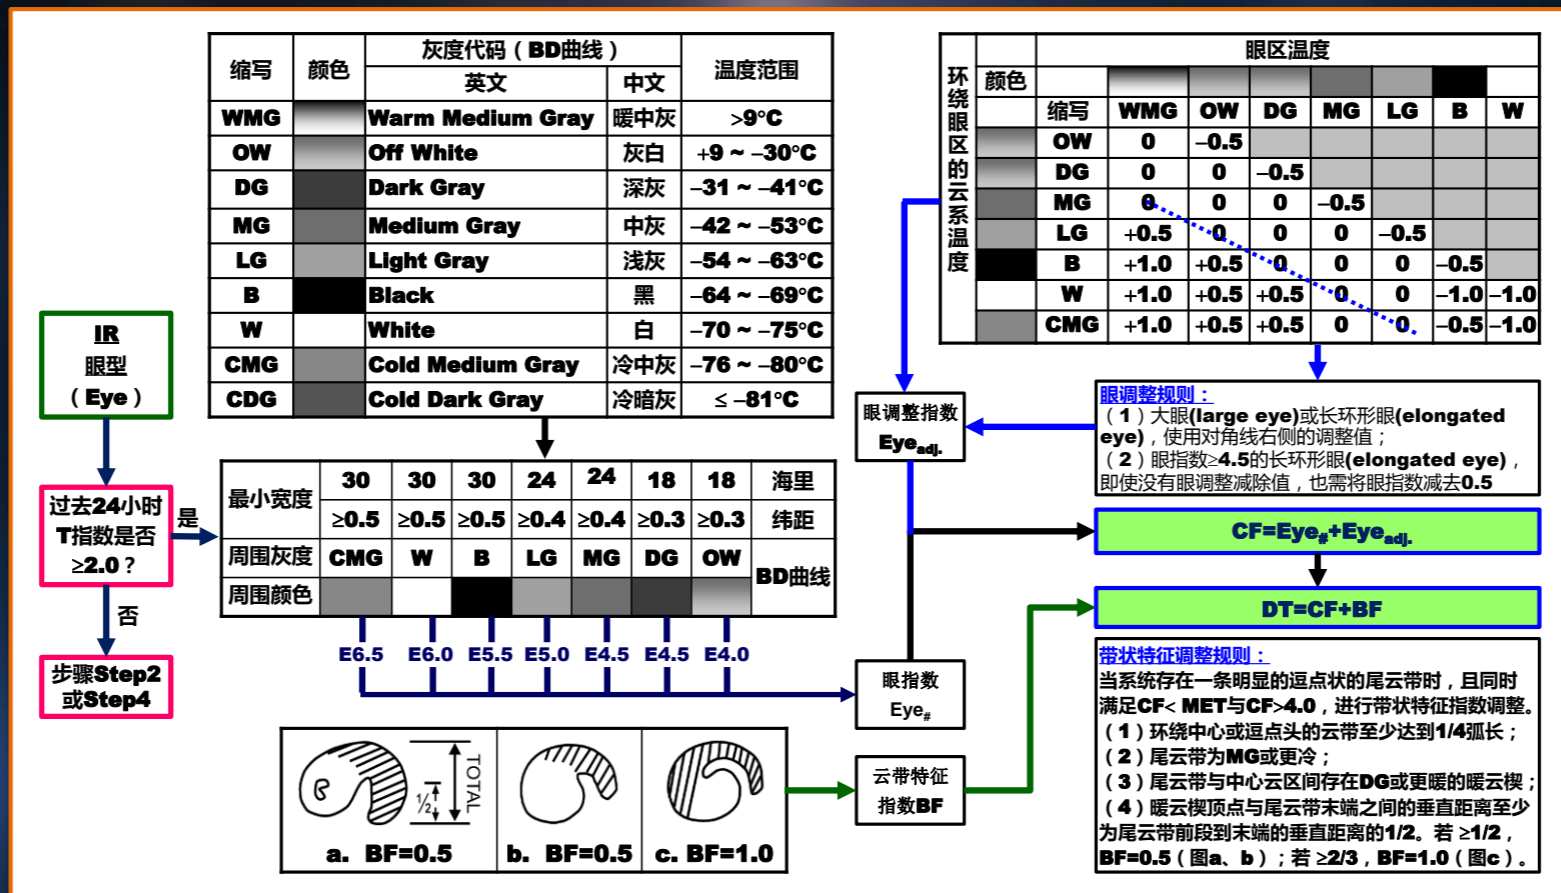 缩写 颜色 灰度代码（BD曲线） 温度范围
英文 中文
WMG Warm Medium Gray 暖中灰 >9°C
OW Off White 灰白 +9 ~ –30°C
DG Dark Gray 深灰 –31 ~ –41°C
MG Medium Gray 中灰 –42 ~ –53°C
LG Light Gray 浅灰 –54 ~ –63°C
B Black 黑 –64 ~ –69°C
W White 白 –70 ~ –75°C
CMG Cold Medium Gray 冷中灰 –76 ~ –80°C
CDG Cold Dark Gray 冷暗灰 ≤ –81°C
环绕眼区的云系温度
眼区温度
颜色
缩写 WMG OW DG MG LG B W
OW 0 –0.5
DG 0 0 –0.5
MG 0 0 0 –0.5
LG +0.5 0 0 0 –0.5
B +1.0 +0.5 0 0 0 –0.5
W +1.0 +0.5 +0.5 0 0 –1.0 –1.0
CMG +1.0 +0.5 +0.5 0 0 –0.5 –1.0
IR
眼型
（Eye）
过去24小时
T指数是否
≥2.0？
是
否
步骤Step2
或Step4
最小宽度 30 30 30 24 24 18 18 海里
≥0.5 ≥0.5 ≥0.5 ≥0.4 ≥0.4 ≥0.3 ≥0.3 纬距
周围灰度 CMG W B LG MG DG OW BD曲线
周围颜色
E6.5 E6.0 E5.5 E5.0 E4.5 E4.5 E4.0
眼调整指数
Eyeadj.
眼指数
Eye#
眼调整规则：
（1）大眼(large eye)或长环形眼(elongated
eye)，使用对角线右侧的调整值；
（2）眼指数≥4.5的长环形眼(elongated eye)，
即使没有眼调整减除值，也需将眼指数减去0.5
CF=Eye#+Eyeadj.
DT=CF+BF
TOTAL
½
a. BF=0.5 b. BF=0.5 c. BF=1.0
云带特征
指数BF
带状特征调整规则：
当系统存在一条明显的逗点状的尾云带时，且同时
满足CF< MET与CF>4.0，进行带状特征指数调整。
（1）环绕中心或逗点头的云带至少达到1/4弧长；
（2）尾云带为MG或更冷；
（3）尾云带与中心云区间存在DG或更暖的暖云楔；
（4）暖云楔顶点与尾云带末端之间的垂直距离至少
为尾云带前段到末端的垂直距离的1/2。若 ≥1/2，
BF=0.5（图a、b）；若 ≥2/3，BF=1.0（图c）。